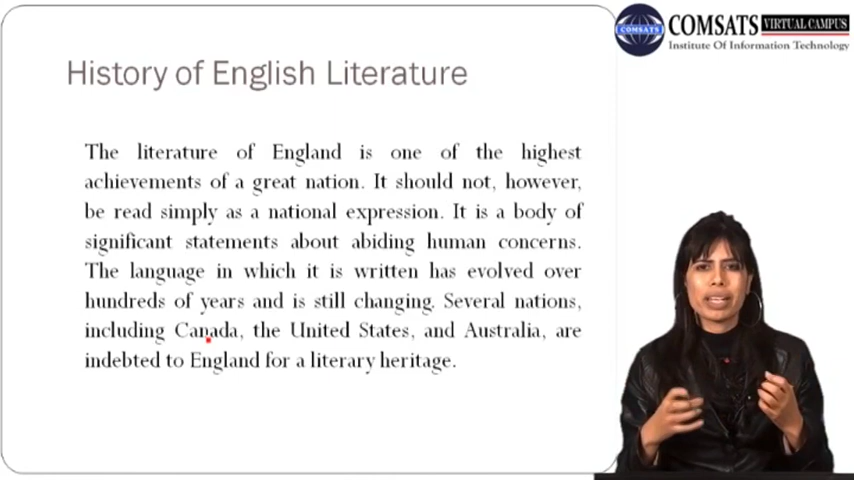 COMSATS VIRTUAL CAMPUS
COMSATS
Institute Of Information Technology
History of English Literature
The literature of England is one of the highest
achievements of a great nation. It should not, however,
be read simply as a national expression. It is a body of
significant statements about abiding human concerns.
The language in which it is written has evolved over
hundreds of years and is still changing. Several nations,
including Canada, the United States, and Australia, are
indebted to England for a literary heritage.